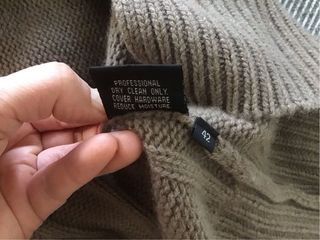 PROFESSIONAL
DRY CLEAN ONLY.
COVER HARDWARE
REDUCE MOISTURE.
42